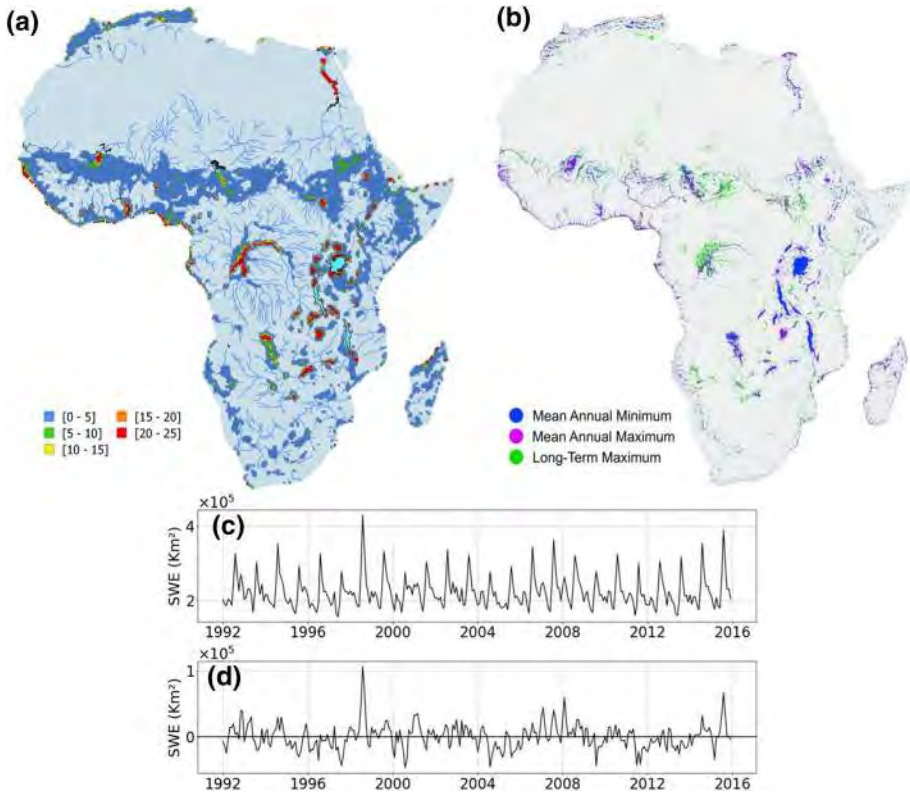 (a)
(b)
[0 - 5] [15 - 20]
[5 - 10] [20 - 25]
[10 - 15]
Mean Annual Minimum
Mean Annual Maximum
Long-Term Maximum
×10⁵
(c)
4
2
SWE (Km²)
1992 1996 2000 2004 2008 2012 2016
×10⁵
(d)
1
0
SWE (Km²)
1992 1996 2000 2004 2008 2012 2016